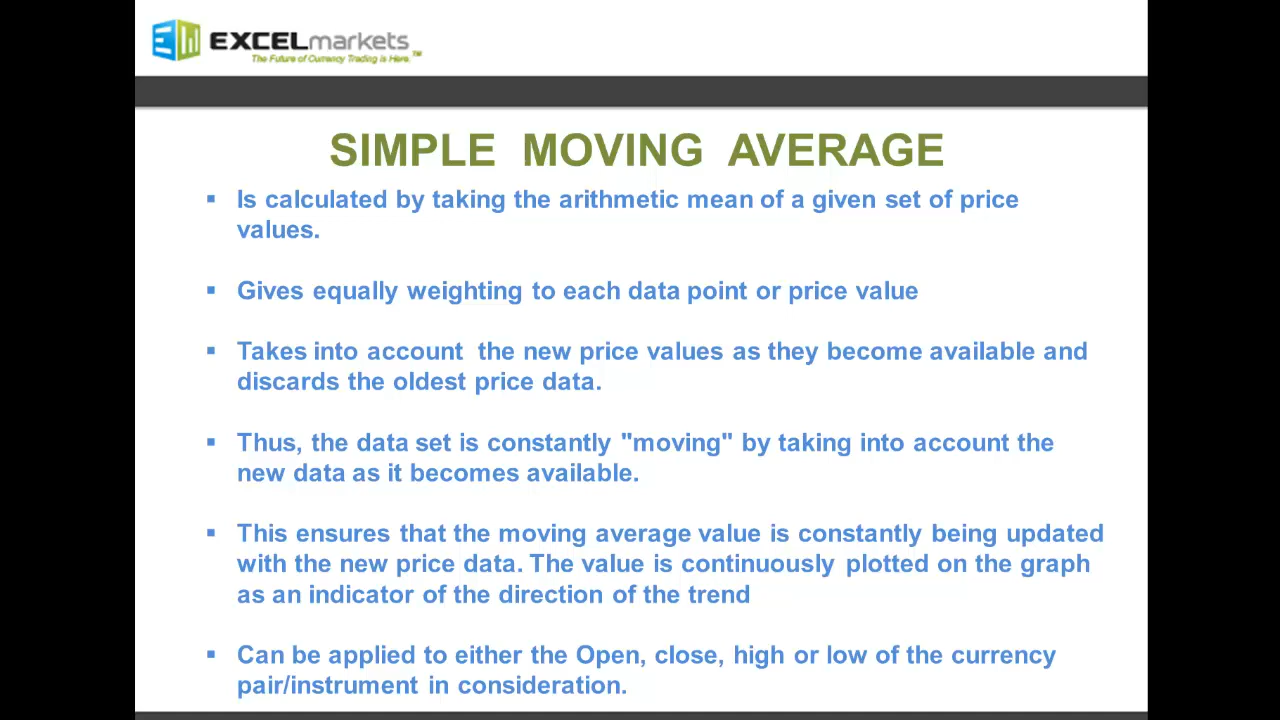 EXCELmarkets
The Future of Currency Trading is Here.™
SIMPLE MOVING AVERAGE
▪ Is calculated by taking the arithmetic mean of a given set of price
values.
▪ Gives equally weighting to each data point or price value
▪ Takes into account the new price values as they become available and
discards the oldest price data.
▪ Thus, the data set is constantly "moving" by taking into account the
new data as it becomes available.
▪ This ensures that the moving average value is constantly being updated
with the new price data. The value is continuously plotted on the graph
as an indicator of the direction of the trend
▪ Can be applied to either the Open, close, high or low of the currency
pair/instrument in consideration.